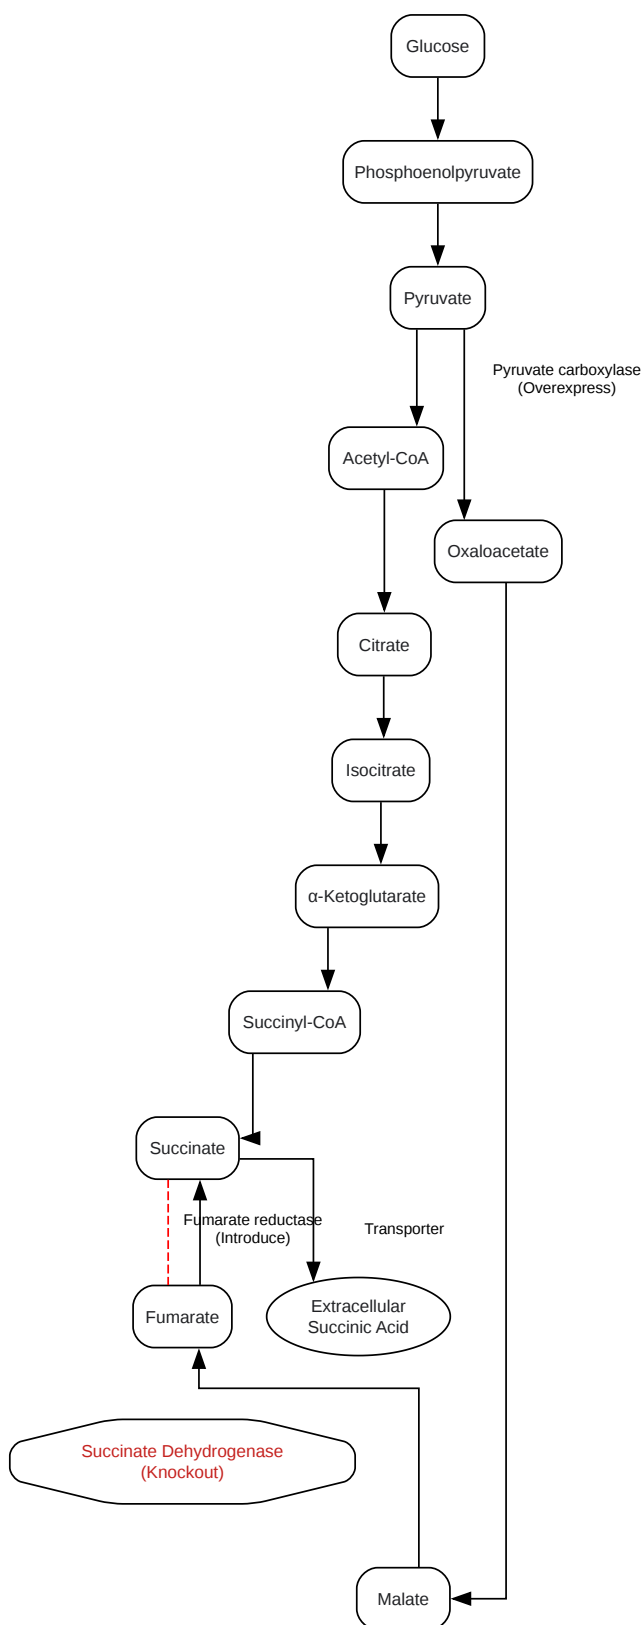 Glucose
Phosphoenolpyruvate
Pyruvate
Pyruvate carboxylase
(Overexpress)
Acetyl-CoA
Oxaloacetate
Citrate
Isocitrate
α-Ketoglutarate
Succinyl-CoA
Succinate
Fumarate reductase
(Introduce)
Transporter
Fumarate
Extracellular
Succinic Acid
Succinate Dehydrogenase
(Knockout)
Malate